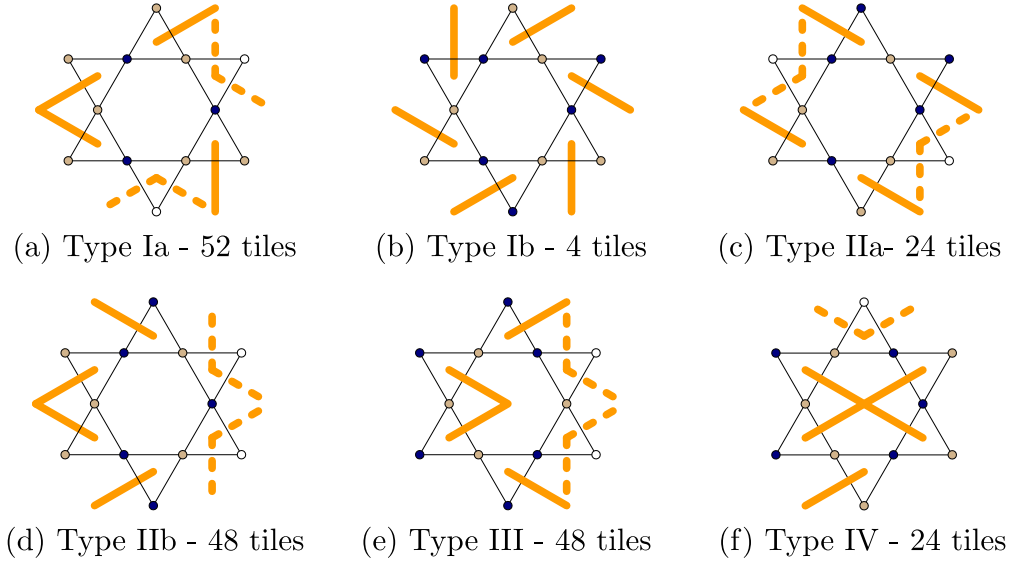 (a) Type Ia - 52 tiles
(b) Type Ib - 4 tiles
(c) Type IIa- 24 tiles
(d) Type IIb - 48 tiles
(e) Type III - 48 tiles
(f) Type IV - 24 tiles